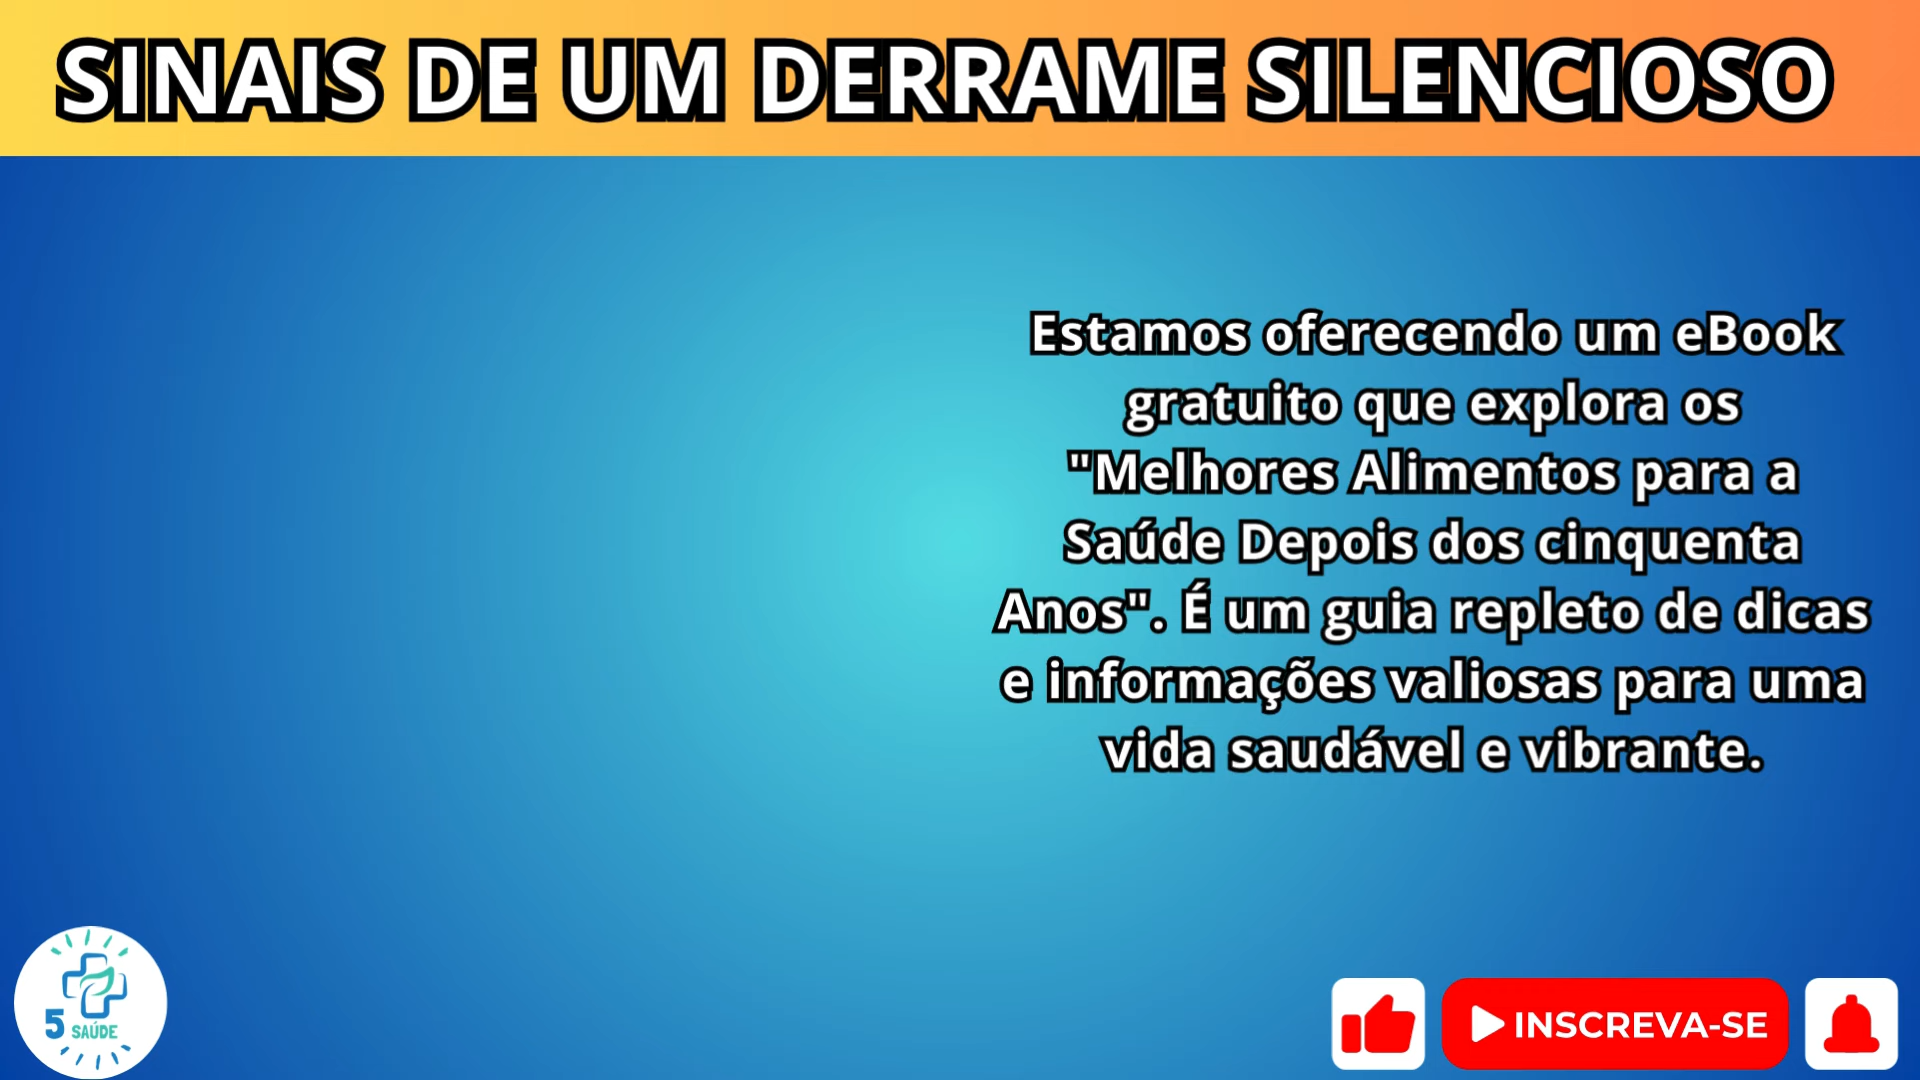 SINAIS DE UM DERRAME SILENCIOSO
Estamos oferecendo um eBook
gratuito que explora os
"Melhores Alimentos para a
Saúde Depois dos cinquenta
Anos". É um guia repleto de dicas
e informações valiosas para uma
vida saudável e vibrante.
5 SAÚDE
INSCREVA-SE